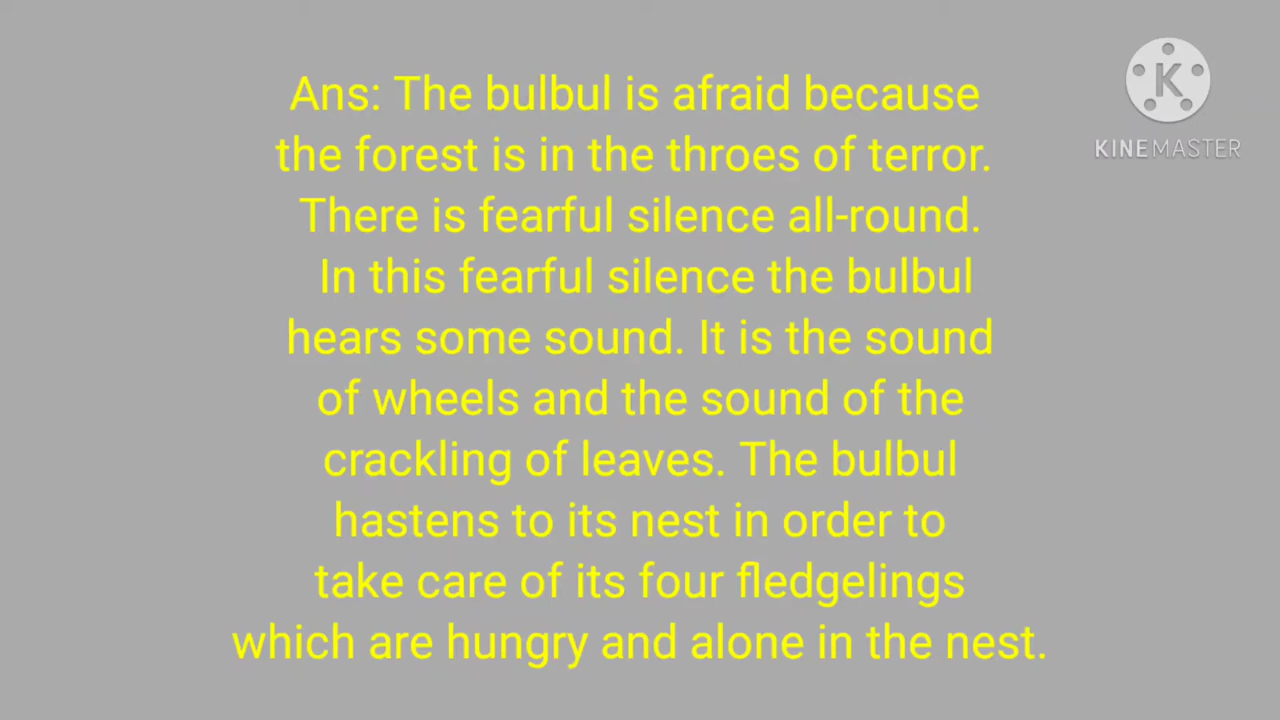 Ans: The bulbul is afraid because
the forest is in the throes of terror.
There is fearful silence all-round.
In this fearful silence the bulbul
hears some sound. It is the sound
of wheels and the sound of the
crackling of leaves. The bulbul
hastens to its nest in order to
take care of its four fledgelings
which are hungry and alone in the nest.
K
KINEMASTER